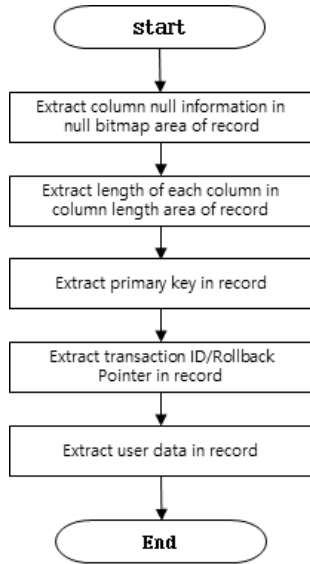 start
Extract column null information in
null bitmap area of record
Extract length of each column in
column length area of record
Extract primary key in record
Extract transaction ID/Rollback
Pointer in record
Extract user data in record
End